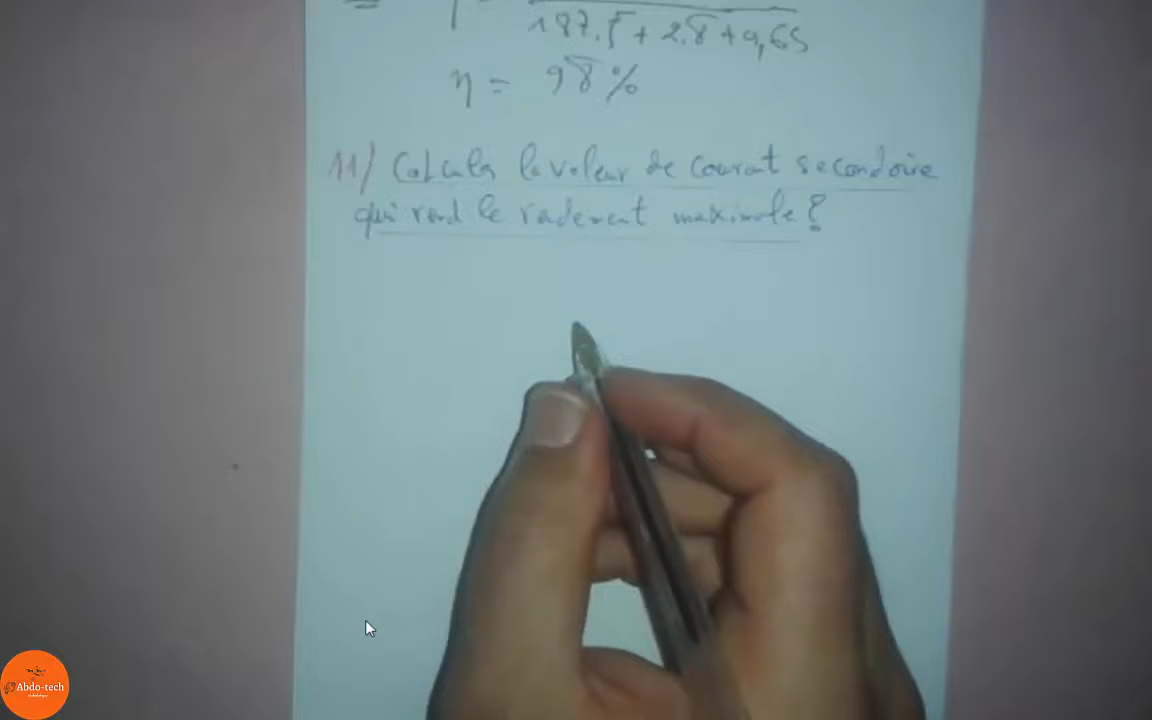 187.5 + 2.8 + 0,65
η = 98 %
11) Calculer la valeur de courant secondaire
qui rend le rendement maximale ?
Abdo-tech